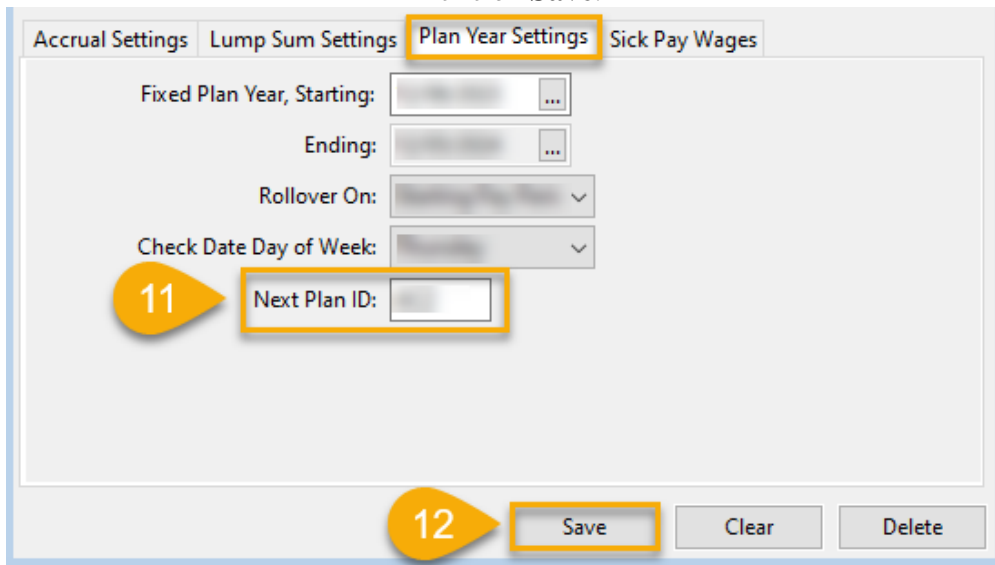 Accrual Settings Lump Sum Settings Plan Year Settings Sick Pay Wages
Fixed Plan Year, Starting: ...
Ending: ...
Rollover On:
Check Date Day of Week:
11 Next Plan ID:
12 Save Clear Delete